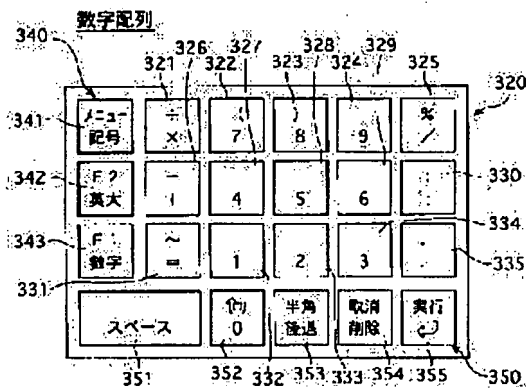 数字配列
340 321 326 322 327 323 328 324 329 325 320
341 メニュー 記号 ÷ × ( 7 ) 8 9 % /
342 F2 英大 − + 4 5 6 : 330
343 F 数字 ~ = 1 2 3 . 334 335
331
スペース 0 半角 後退 取消 削除 実行
351 352 332 353 333 354 355 350